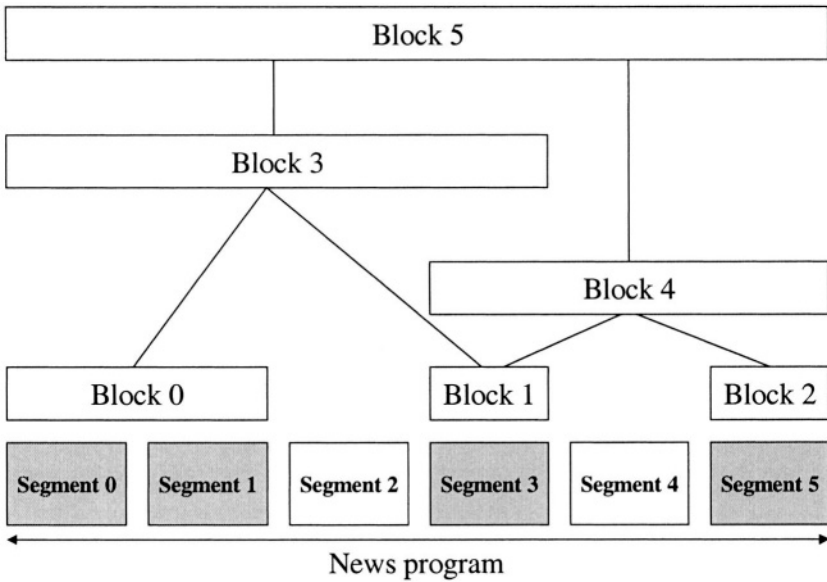 Block 5
Block 3
Block 4
Block 0
Block 1
Block 2
Segment 0
Segment 1
Segment 2
Segment 3
Segment 4
Segment 5
News program